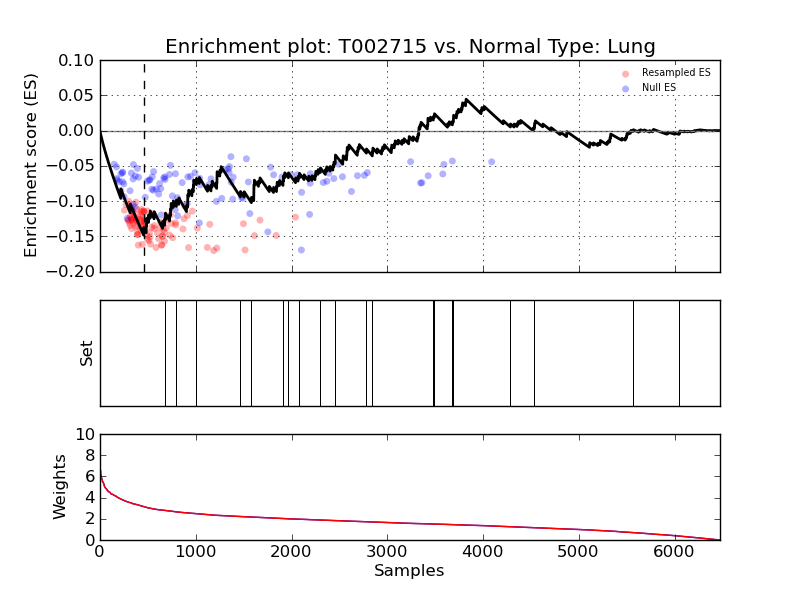 Enrichment plot: T002715 vs. Normal Type: Lung
Enrichment score (ES)
0.10
0.05
0.00
−0.05
−0.10
−0.15
−0.20
Resampled ES
Null ES
Set
Weights
10
8
6
4
2
0
0 1000 2000 3000 4000 5000 6000
Samples